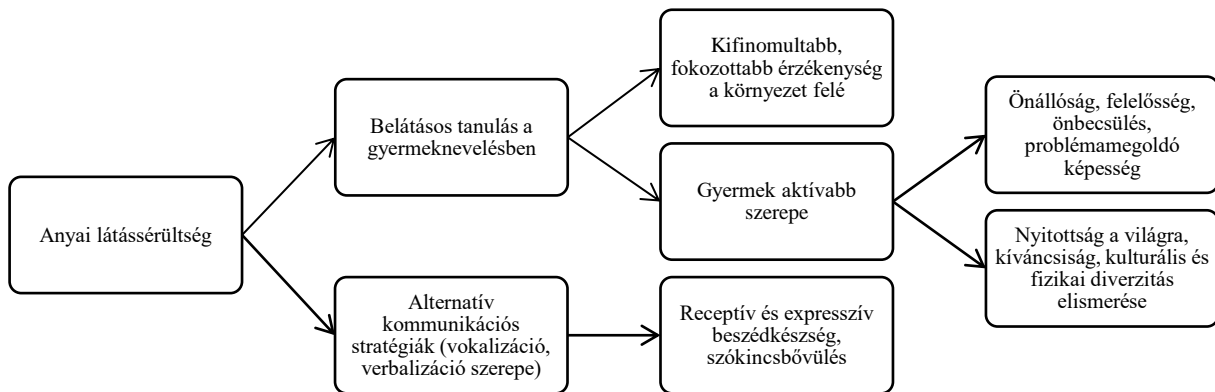 Anyai látássérültség
Belátásos tanulás a
gyermeknevelésben
Alternatív
kommunikációs
stratégiák (vokalizáció,
verbalizáció szerepe)
Kifinomultabb,
fokozottabb érzékenység
a környezet felé
Gyermek aktívabb
szerepe
Receptív és expresszív
beszédkészség,
szókincsbővülés
Önállóság, felelősség,
önbecsülés,
problémamegoldó
képesség
Nyitottság a világra,
kíváncsiság, kulturális és
fizikai diverzitás
elismerése